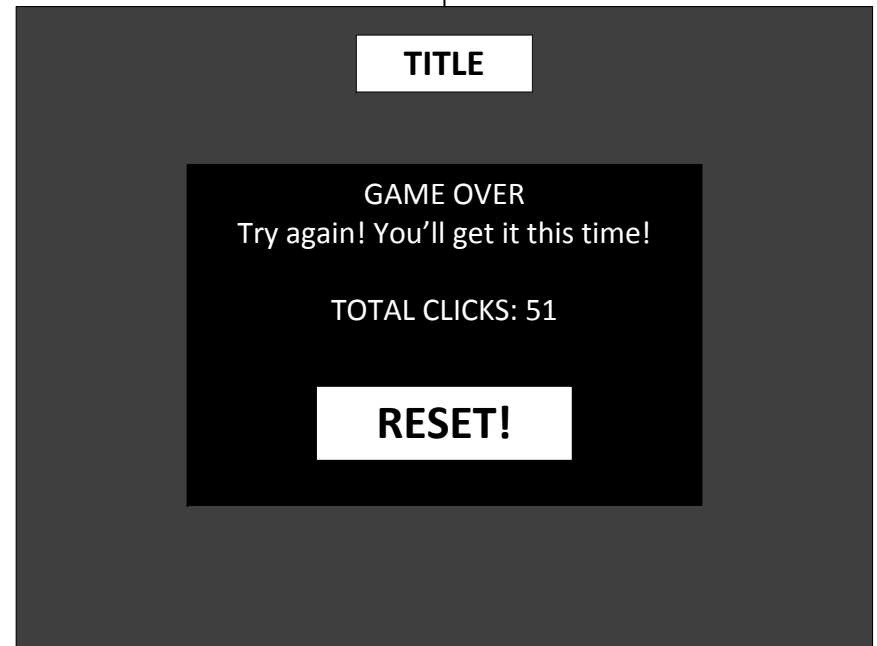 TITLE
GAME OVER
Try again! You’ll get it this time!
TOTAL CLICKS: 51
RESET!